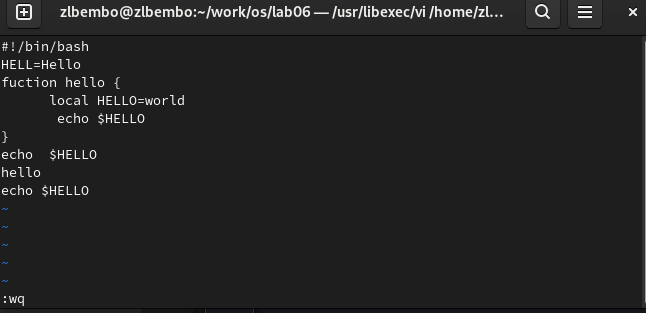 zlbembo@zlbembo:~/work/os/lab06 — /usr/libexec/vi /home/zl...
#!/bin/bash
HELL=Hello
fuction hello {
      local HELLO=world
       echo $HELLO
}
echo  $HELLO
hello
echo $HELLO
~
~
~
~
~
:wq